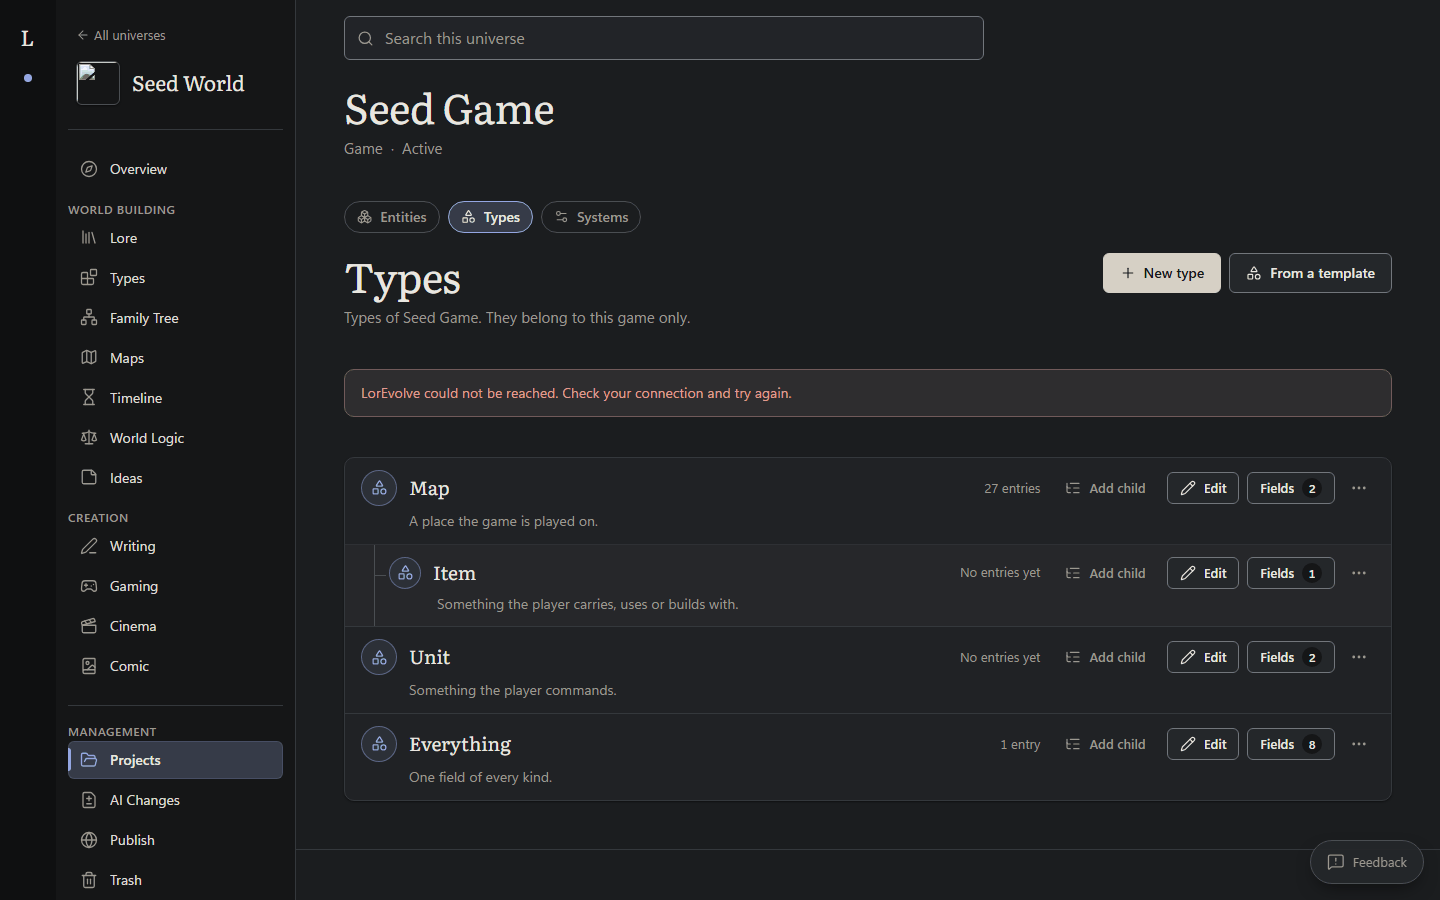 L
← All universes
Seed World
Overview
WORLD BUILDING
Lore
Types
Family Tree
Maps
Timeline
World Logic
Ideas
CREATION
Writing
Gaming
Cinema
Comic
MANAGEMENT
Projects
AI Changes
Publish
Trash
Search this universe
Seed Game
Game · Active
Entities Types Systems
Types
New type From a template
Types of Seed Game. They belong to this game only.
LorEvolve could not be reached. Check your connection and try again.
Map 27 entries Add child Edit Fields 2
A place the game is played on.
Item No entries yet Add child Edit Fields 1
Something the player carries, uses or builds with.
Unit No entries yet Add child Edit Fields 2
Something the player commands.
Everything 1 entry Add child Edit Fields 8
One field of every kind.
Feedback